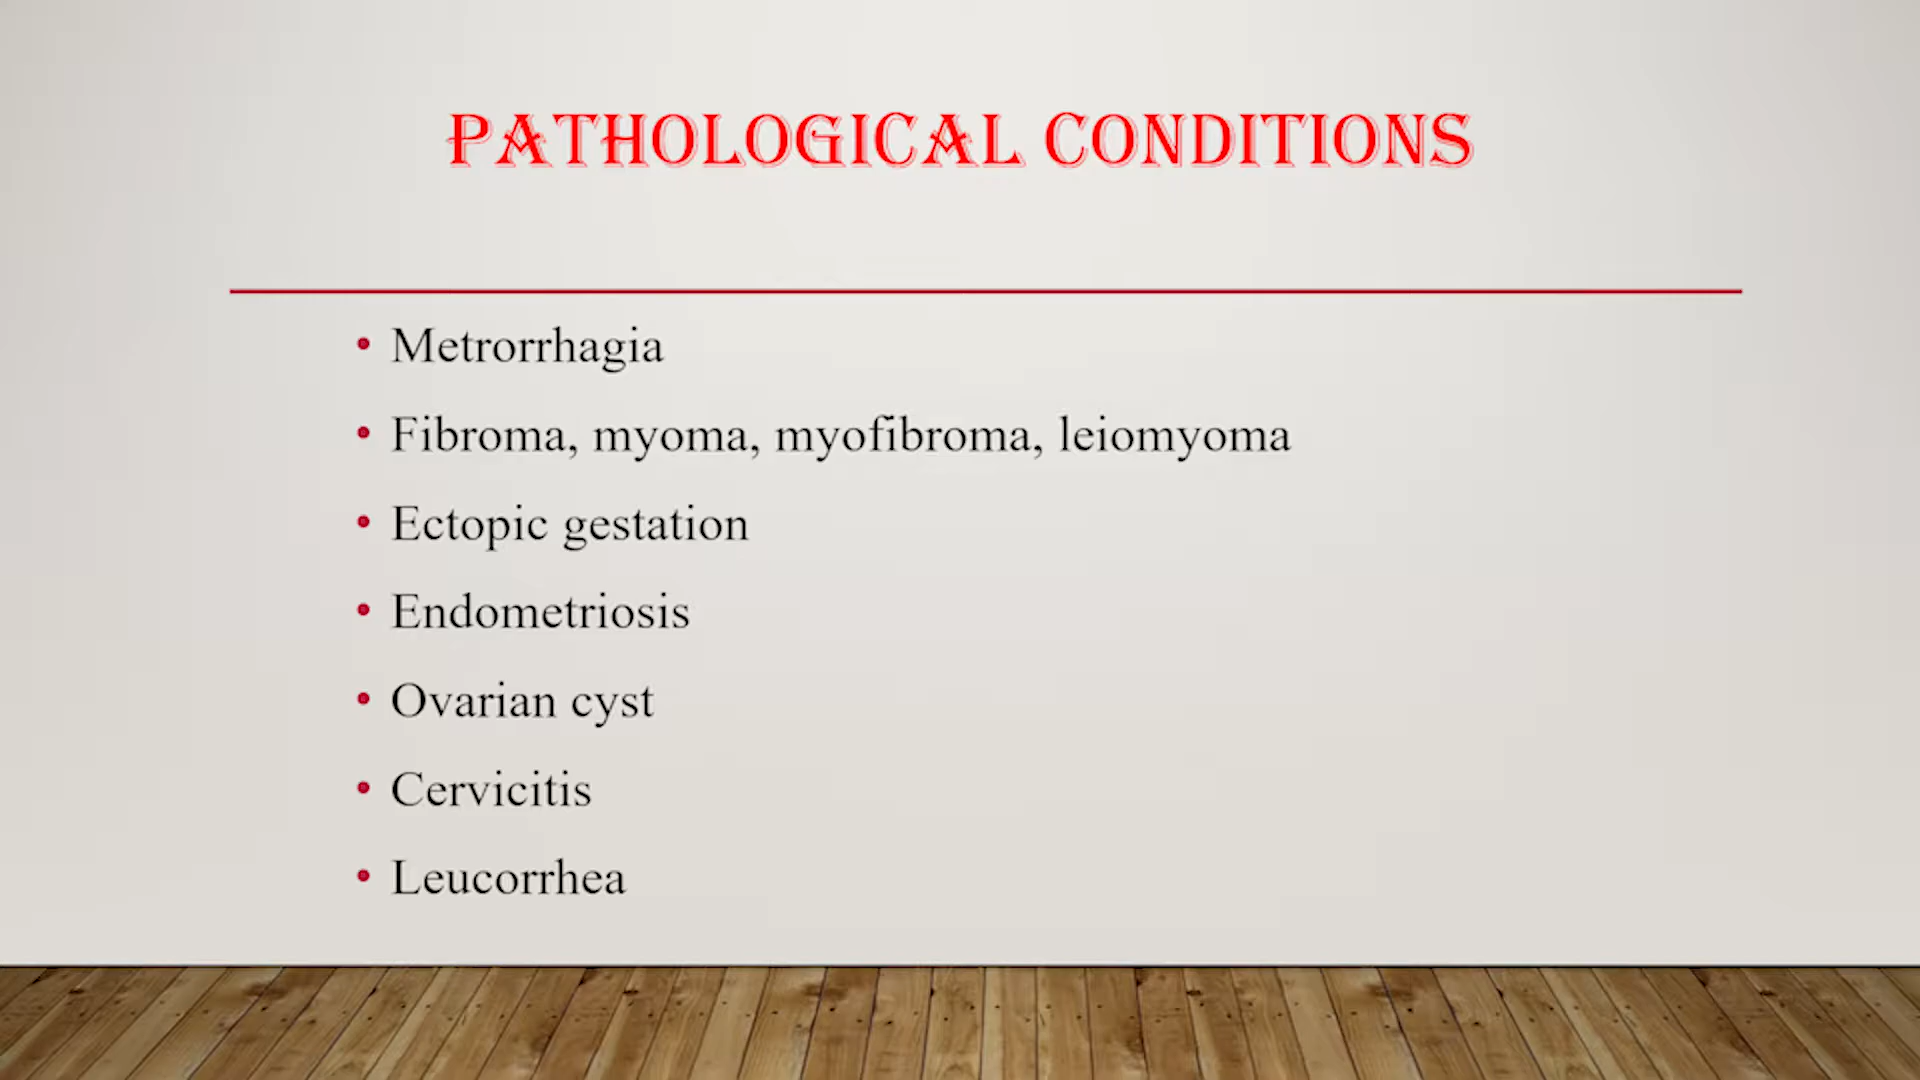 PATHOLOGICAL CONDITIONS
• Metrorrhagia
• Fibroma, myoma, myofibroma, leiomyoma
• Ectopic gestation
• Endometriosis
• Ovarian cyst
• Cervicitis
• Leucorrhea